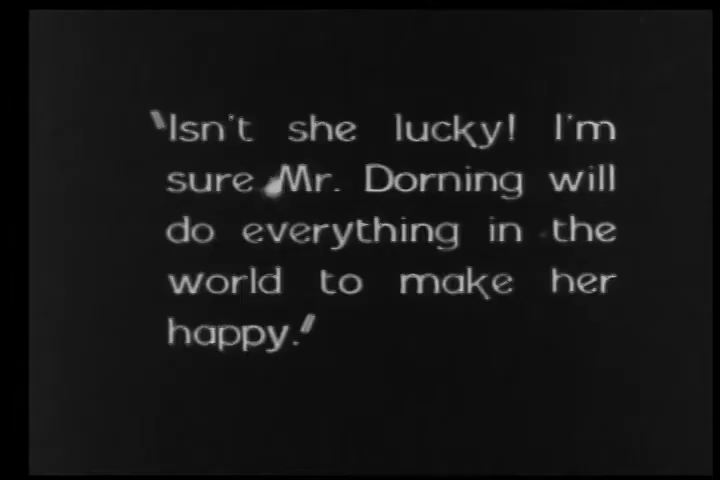 "Isn't she lucky! I'm
sure Mr. Dorning will
do everything in the
world to make her
happy."